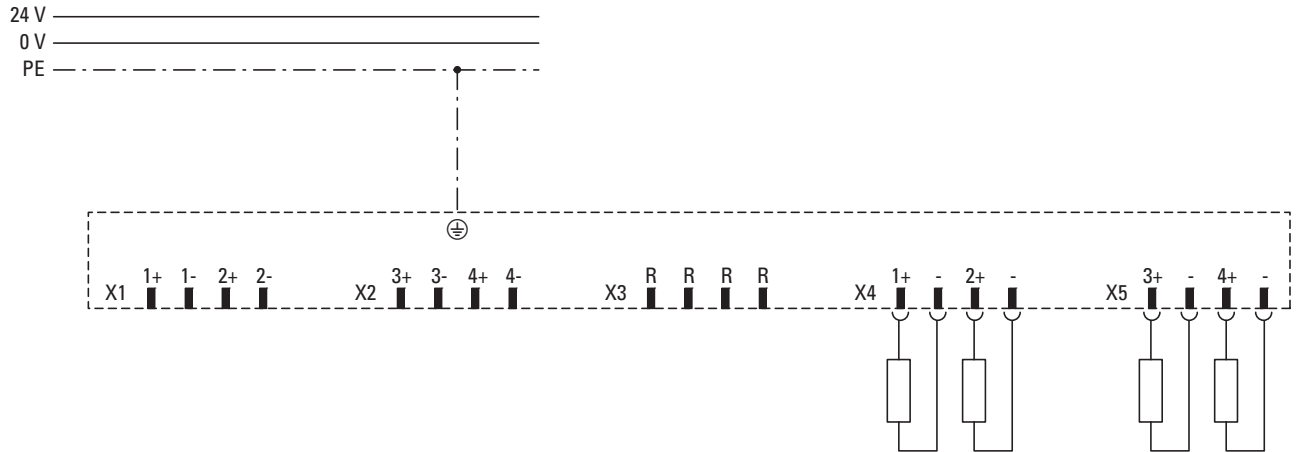 24 V
0 V
PE
X1 1+ 1- 2+ 2- X2 3+ 3- 4+ 4- X3 R R R R X4 1+ - 2+ - X5 3+ - 4+ -